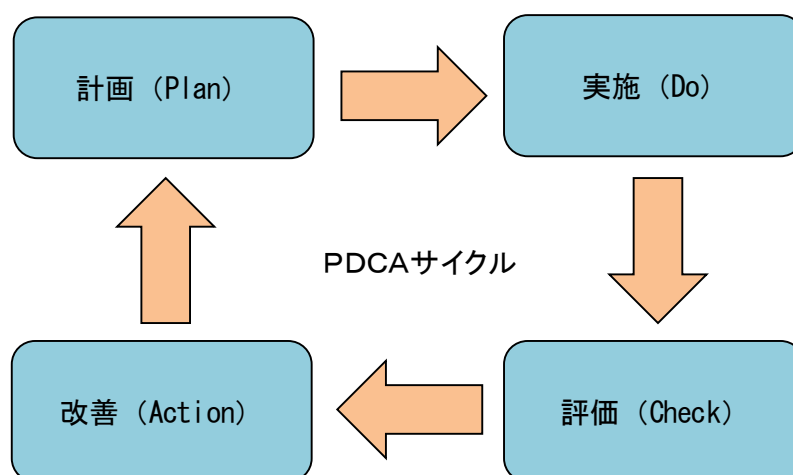 計画（Plan）
実施（Do）
PDCAサイクル
改善（Action）
評価（Check）